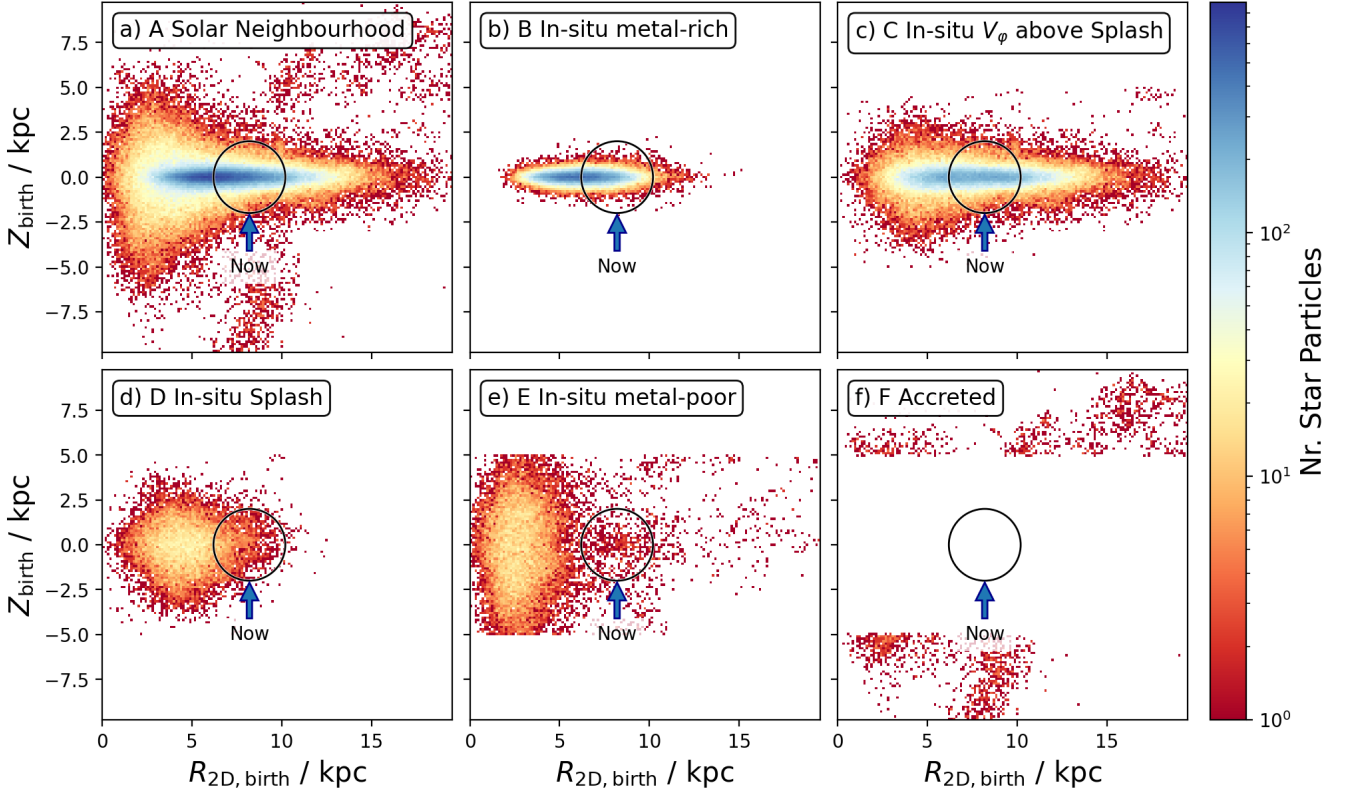 a) A Solar Neighbourhood
b) B In-situ metal-rich
c) C In-situ Vφ above Splash
7.5
5.0
2.5
0.0
−2.5
−5.0
−7.5
Zbirth / kpc
Now
Now
Now
d) D In-situ Splash
e) E In-situ metal-poor
f) F Accreted
7.5
5.0
2.5
0.0
−2.5
−5.0
−7.5
Zbirth / kpc
Now
Now
Now
0 5 10 15
0 5 10 15
0 5 10 15
R2D, birth / kpc
R2D, birth / kpc
R2D, birth / kpc
10²
10¹
10⁰
Nr. Star Particles